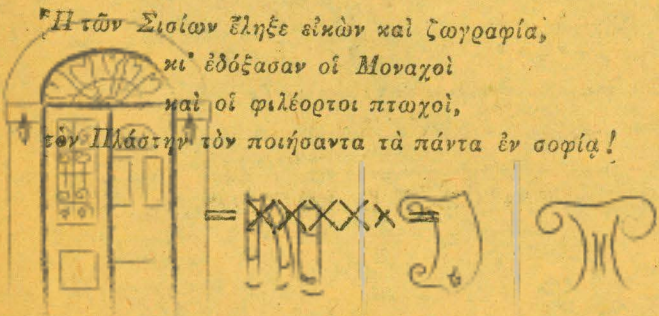 Ἡ τῶν Σισίων ἔληξε εἰκὼν καὶ ζωγραφία,
κι' ἐδόξασαν οἱ Μοναχοὶ
καὶ οἱ φιλέορτοι πτωχοὶ,
τὸν Πλάστην τὸν ποιήσαντα τὰ πάντα ἐν σοφίᾳ!